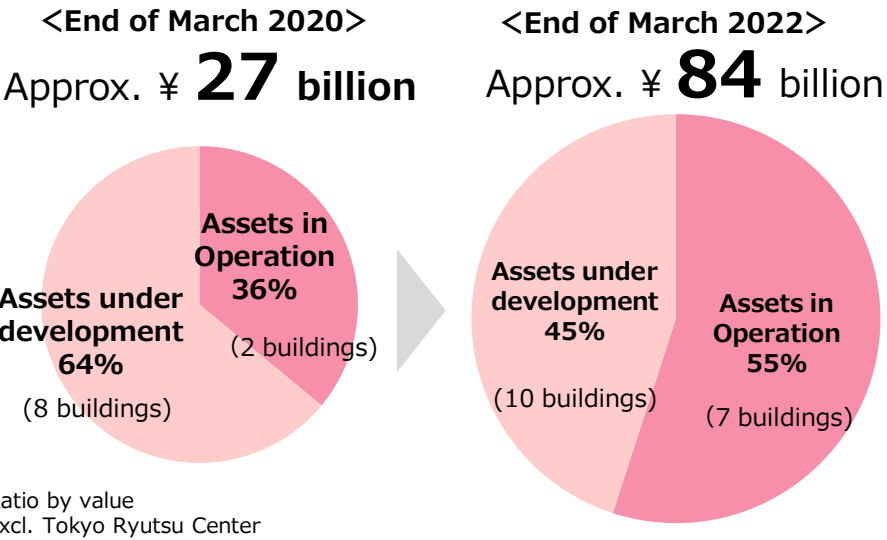 <End of March 2020>
Approx. ¥ 27 billion
Assets in
Operation
36%
(2 buildings)
Assets under
development
64%
(8 buildings)
<End of March 2022>
Approx. ¥ 84 billion
Assets under
development
45%
(10 buildings)
Assets in
Operation
55%
(7 buildings)
atio by value
xcl. Tokyo Ryutsu Center